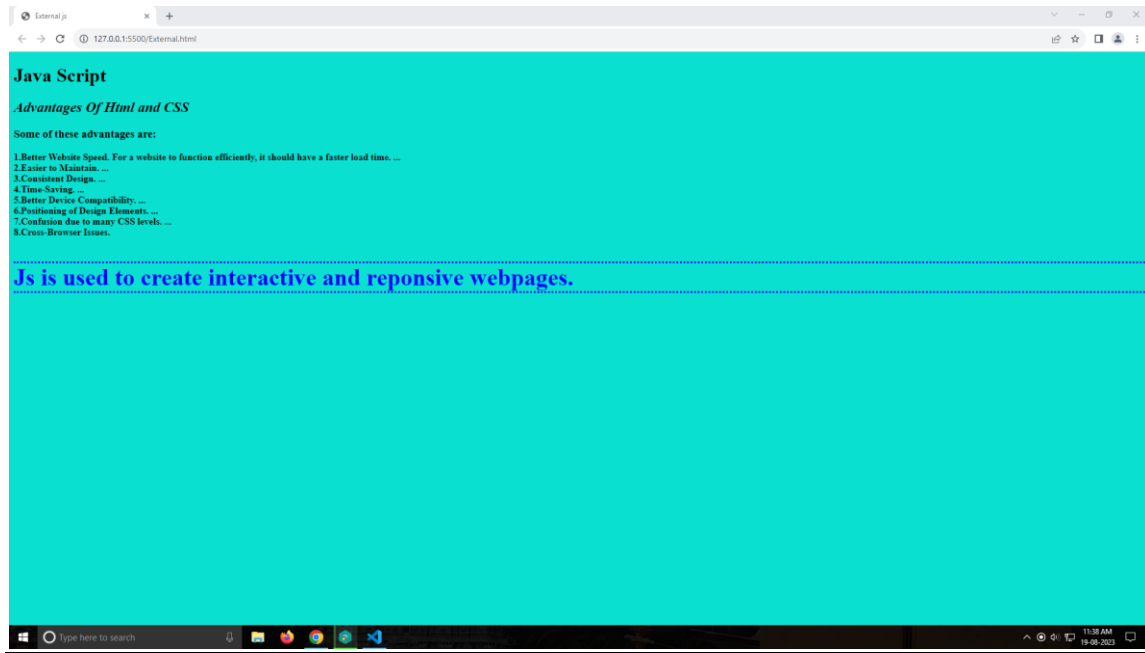 External js
127.0.0.1:5500/External.html
Java Script
Advantages Of Html and CSS
Some of these advantages are:
1.Better Website Speed. For a website to function efficiently, it should have a faster load time. ...
2.Easier to Maintain. ...
3.Consistent Design. ...
4.Time-Saving. ...
5.Better Device Compatibility. ...
6.Positioning of Design Elements. ...
7.Confusion due to many CSS levels. ...
8.Cross-Browser Issues.
Js is used to create interactive and reponsive webpages.
Type here to search
11:38 AM
19-08-2023